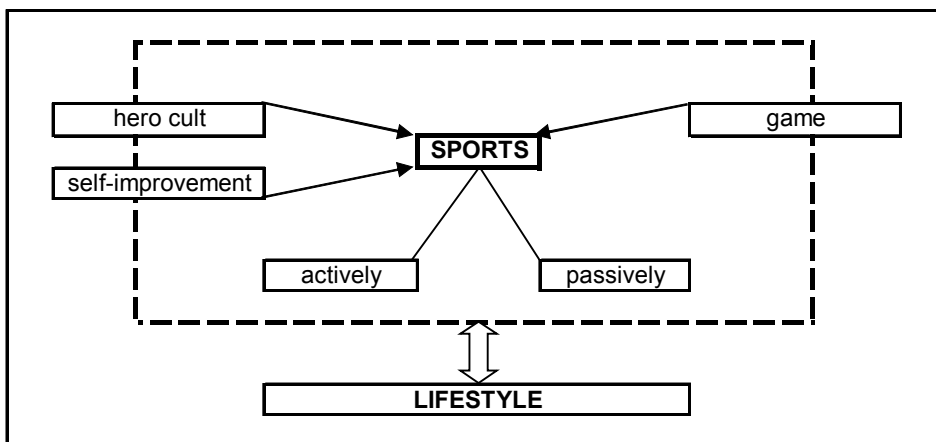 hero cult
game
SPORTS
self-improvement
actively
passively
LIFESTYLE